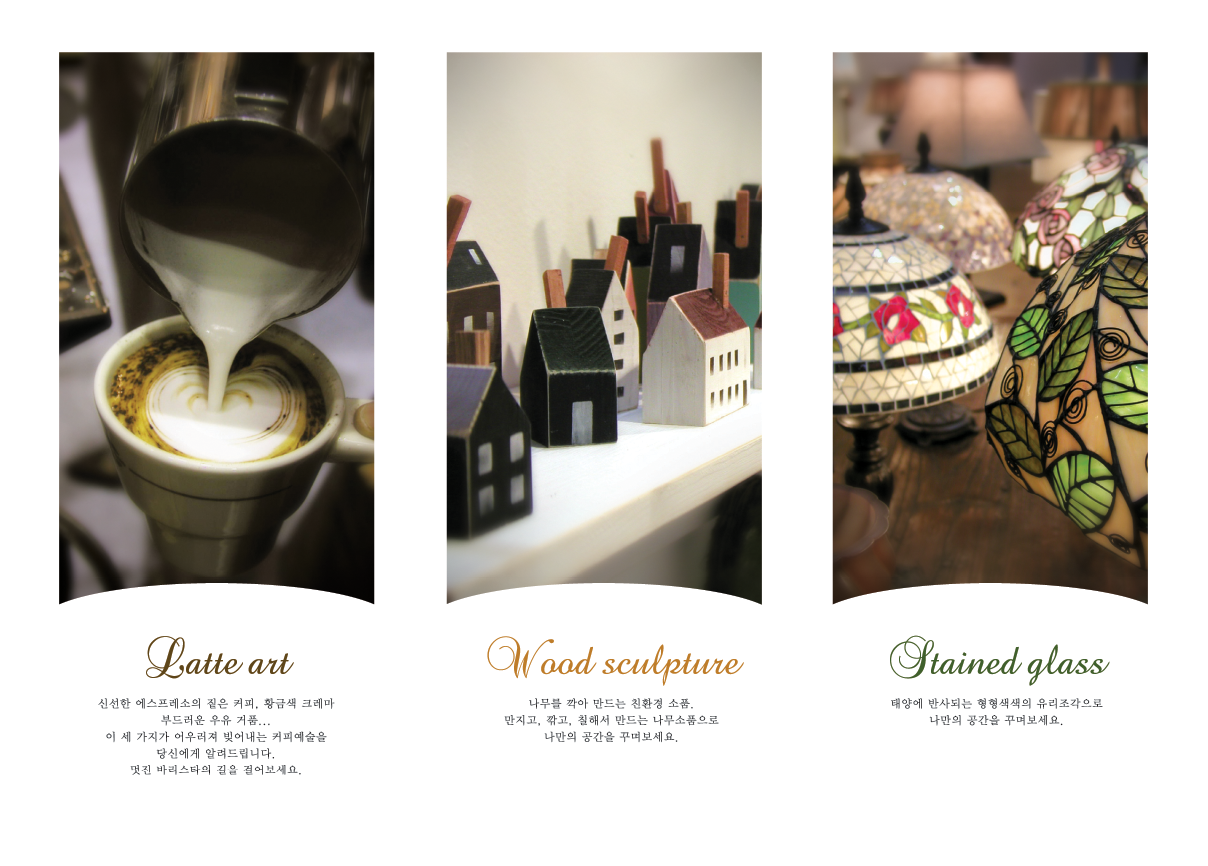 Latte art
신선한 에스프레소의 짙은 커피, 황금색 크레마
부드러운 우유 거품...
이 세 가지가 어우러져 빚어내는 커피예술을
당신에게 알려드립니다.
멋진 바리스타의 길을 걸어보세요.
Wood sculpture
나무를 깍아 만드는 친환경 소품.
만지고, 깎고, 칠해서 만드는 나무소품으로
나만의 공간을 꾸며보세요.
Stained glass
태양에 반사되는 형형색색의 유리조각으로
나만의 공간을 꾸며보세요.